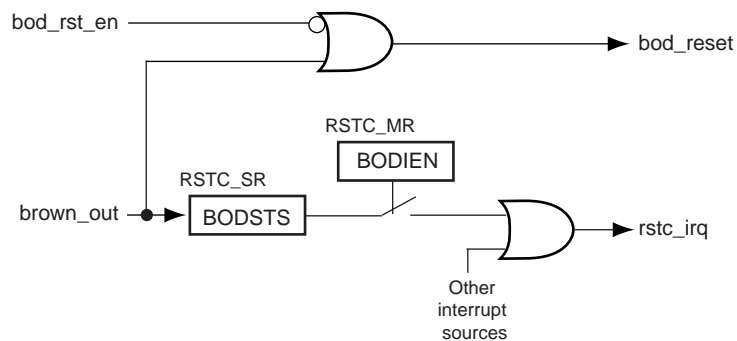 bod_rst_en
bod_reset
RSTC_MR
BODIEN
RSTC_SR
brown_out
BODSTS
rstc_irq
Other
interrupt
sources